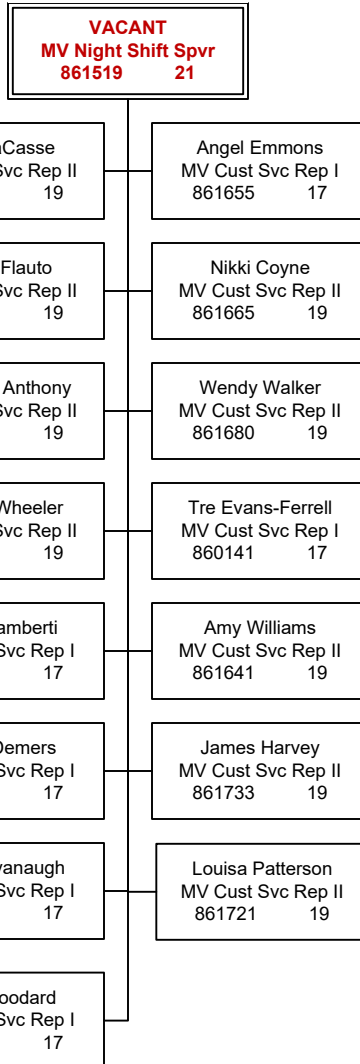 VACANT
MV Night Shift Spvr
861519 21
aCasse
Svc Rep II
19
Angel Emmons
MV Cust Svc Rep I
861655 17
Flauto
Svc Rep II
19
Nikki Coyne
MV Cust Svc Rep II
861665 19
Anthony
Svc Rep II
19
Wendy Walker
MV Cust Svc Rep II
861680 19
Wheeler
Svc Rep II
19
Tre Evans-Ferrell
MV Cust Svc Rep I
860141 17
amberti
Svc Rep I
17
Amy Williams
MV Cust Svc Rep II
861641 19
Demers
Svc Rep I
17
James Harvey
MV Cust Svc Rep II
861733 19
vanaugh
Svc Rep I
17
Louisa Patterson
MV Cust Svc Rep II
861721 19
oodard
Svc Rep I
17